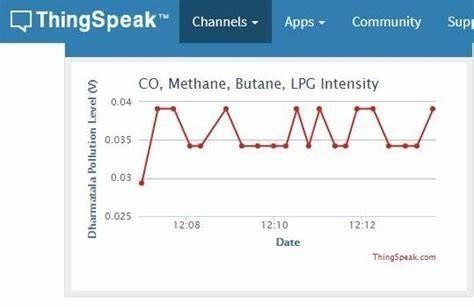 ThingSpeak™
Channels Apps Community Supp
CO, Methane, Butane, LPG Intensity
Dharmatala Pollution Level (V)
0.04
0.035
0.03
0.025
12:08 12:10 12:12
Date
ThingSpeak.com